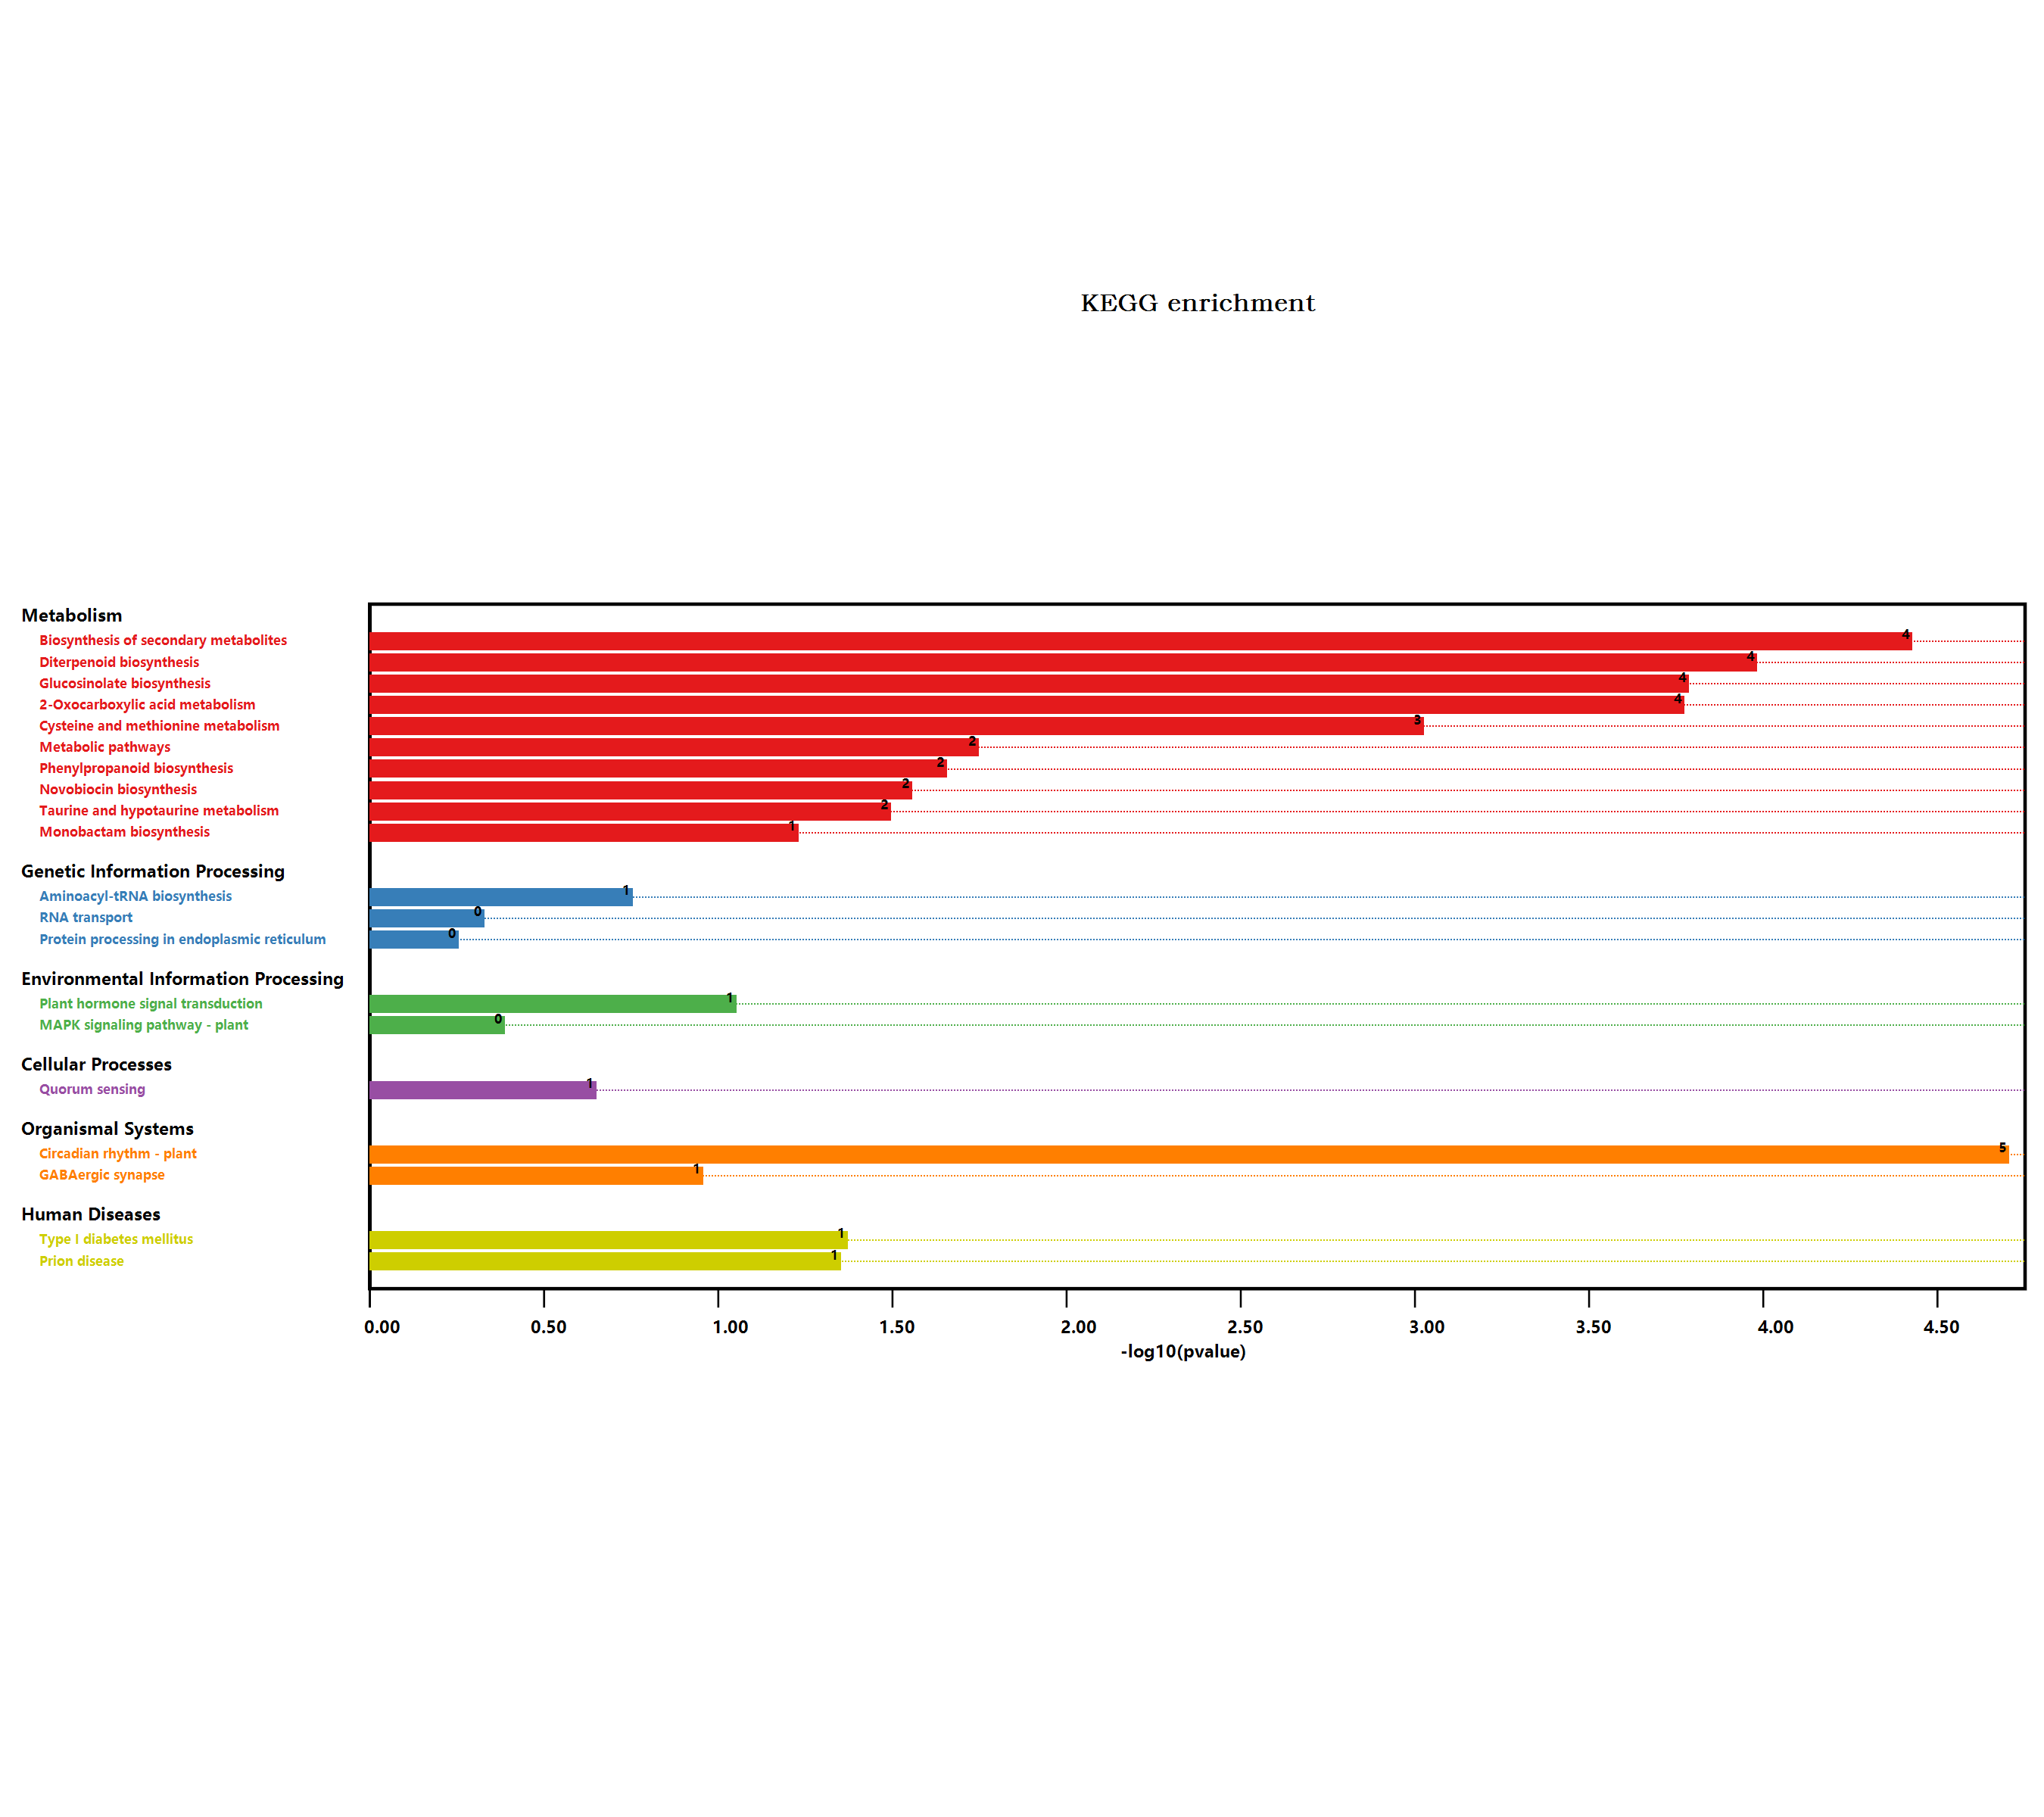 KEGG enrichment
Metabolism
Biosynthesis of secondary metabolites 4
Diterpenoid biosynthesis 4
Glucosinolate biosynthesis 4
2-Oxocarboxylic acid metabolism 4
Cysteine and methionine metabolism 3
Metabolic pathways 2
Phenylpropanoid biosynthesis 2
Novobiocin biosynthesis 2
Taurine and hypotaurine metabolism 2
Monobactam biosynthesis 1
Genetic Information Processing
Aminoacyl-tRNA biosynthesis 1
RNA transport 0
Protein processing in endoplasmic reticulum 0
Environmental Information Processing
Plant hormone signal transduction 1
MAPK signaling pathway - plant 0
Cellular Processes
Quorum sensing 1
Organismal Systems
Circadian rhythm - plant 5
GABAergic synapse 1
Human Diseases
Type I diabetes mellitus 1
Prion disease 1
0.00 0.50 1.00 1.50 2.00 2.50 3.00 3.50 4.00 4.50
-log10(pvalue)